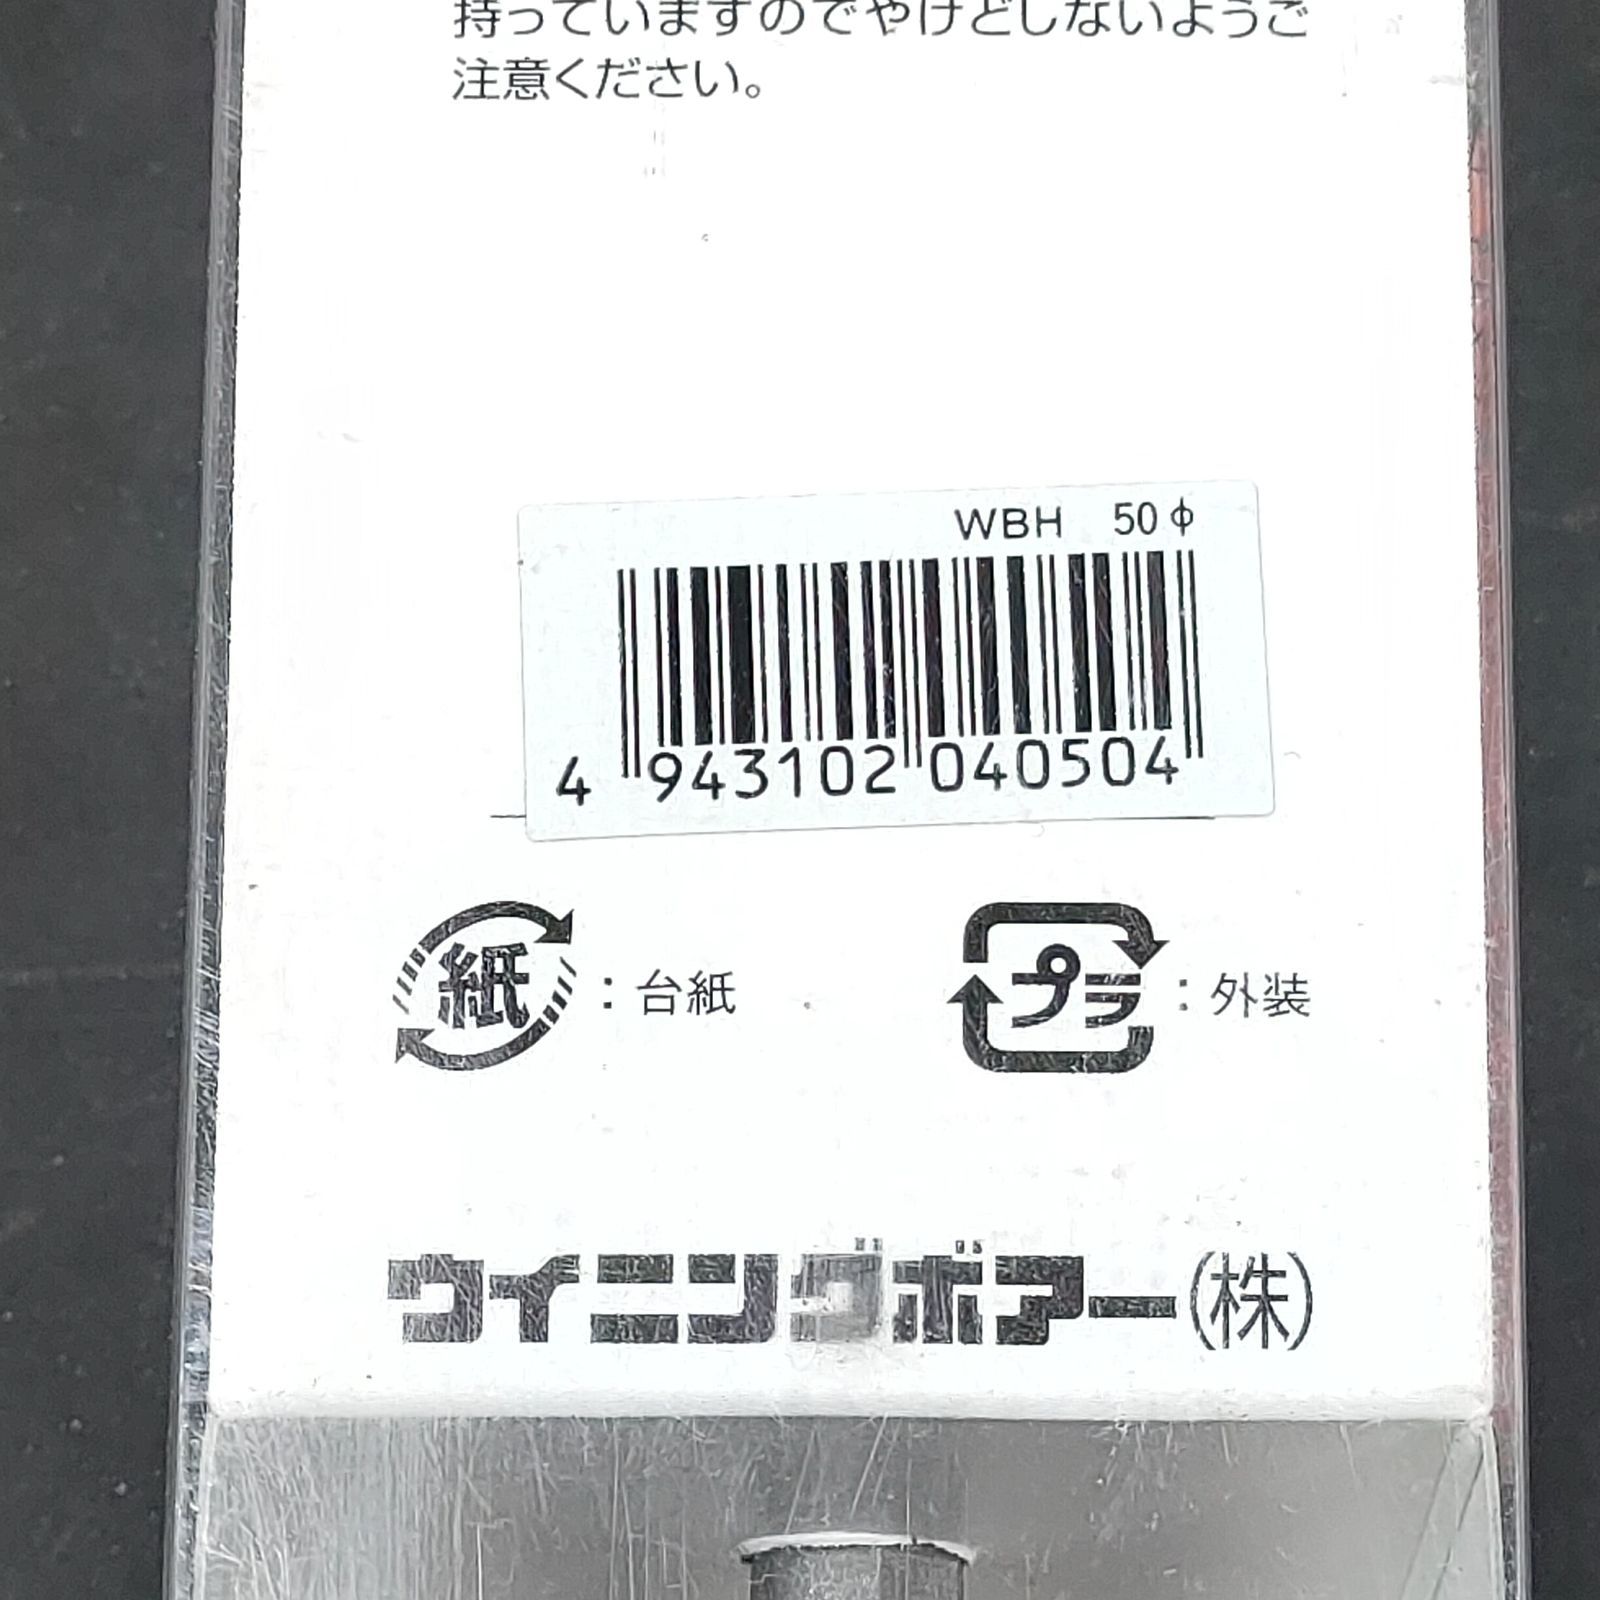 持っていますのでやけどしないようご
注意ください。
WBH 50φ
4 943102 040504
紙：台紙
プラ：外装
ウイニングボアー(株)